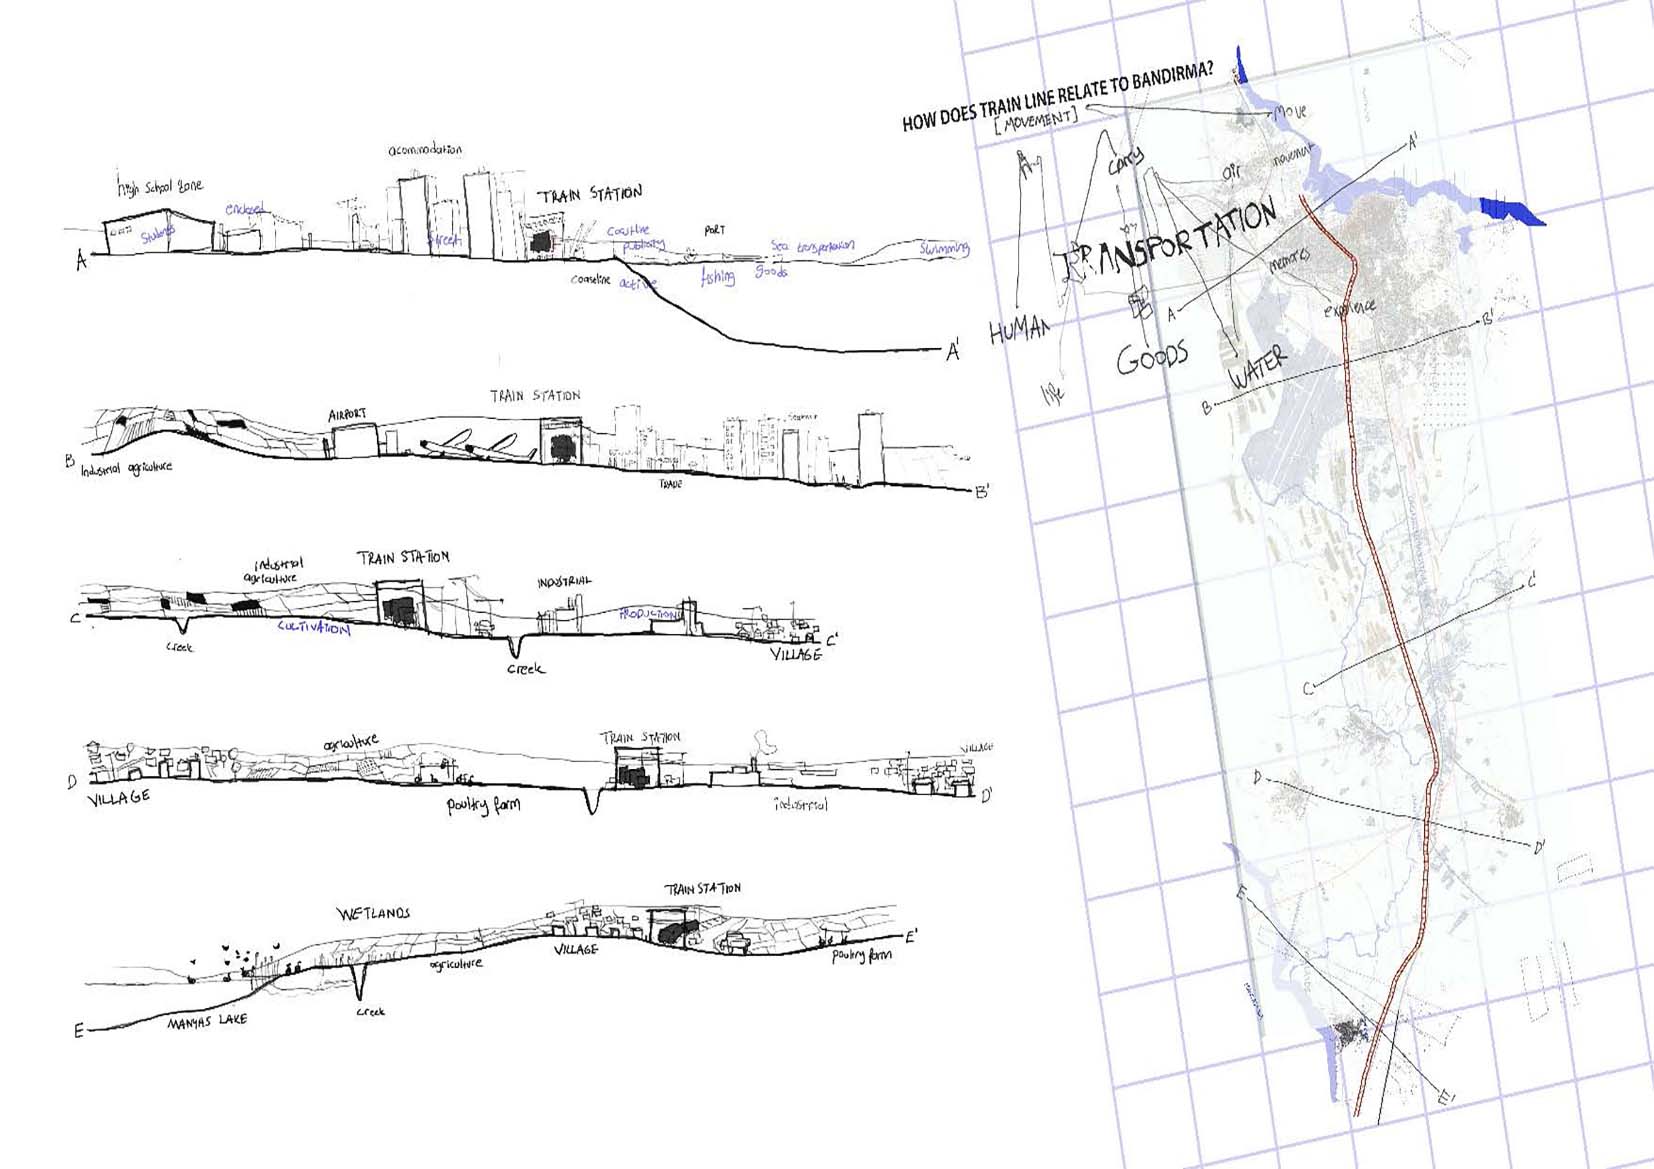 high School Zone
acommodation
TRAIN STATION
enclosed
Students
Street
PORT
publicity
Sea transportation
Swimming
coaseline
active
fishing
goods
A
A'
TRAIN STATION
AIRPORT
B
Industrial agriculture
TRADE
B'
industrial
agriculture
TRAIN STATION
INDUSTRIAL
PRODUCTION
C
CULTIVATION
creek
creek
VILLAGE
C'
agriculture
TRAIN STATION
VILLAGE
D
VILLAGE
poultry farm
industrial
D'
TRAIN STATION
WETLANDS
VILLAGE
agriculture
poultry farm
E'
creek
E
MANYAS LAKE
HOW DOES TRAIN LINE RELATE TO BANDIRMA?
[MOVEMENT]
Move
carry
air
movement
A'
TRANSPORTATION
memories
experience
A
HUMAN
GOODS
WATER
life
B'
B
C'
C
D
D'
E
E'